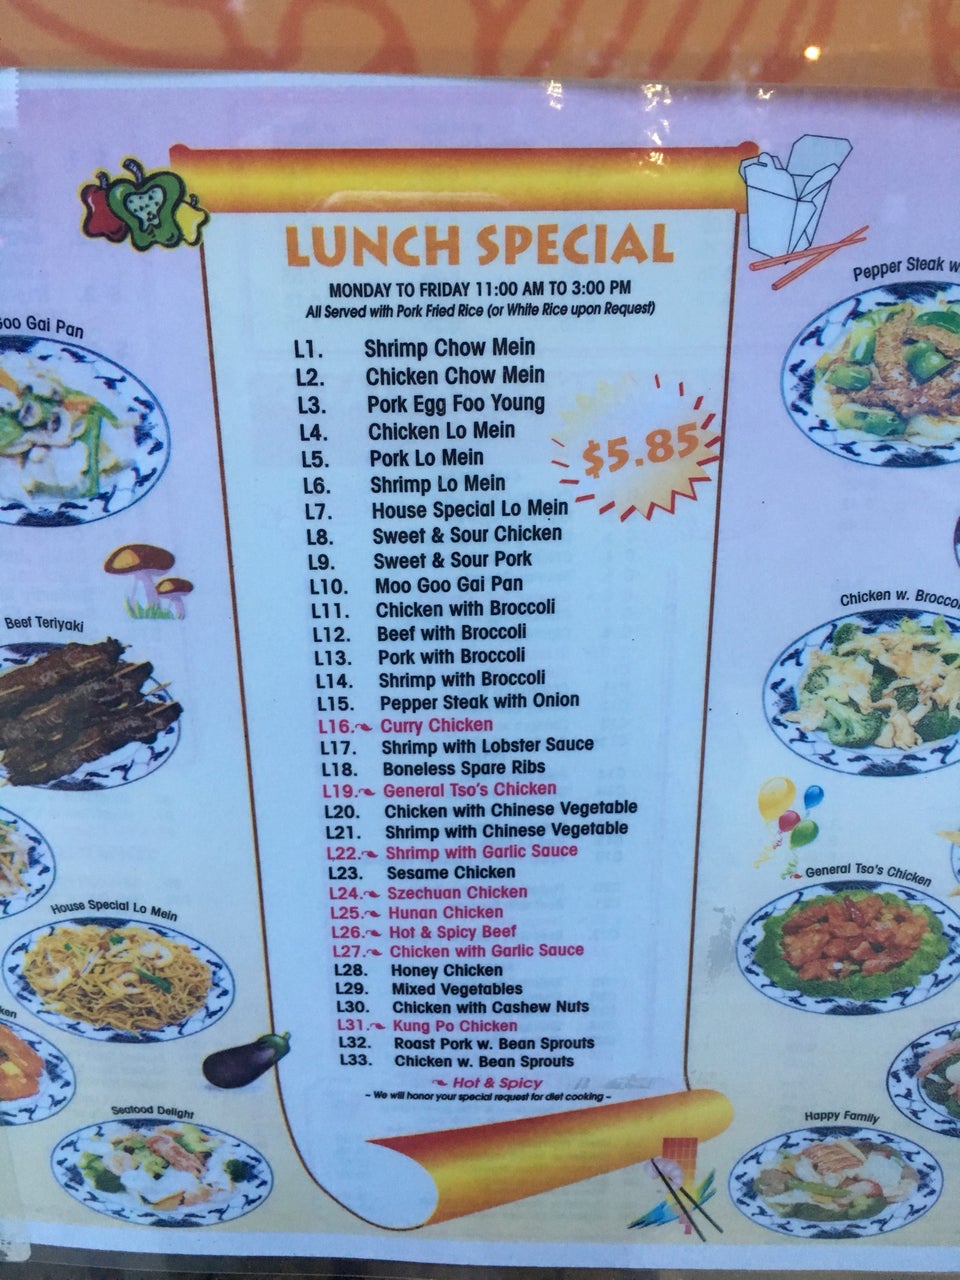 LUNCH SPECIAL
MONDAY TO FRIDAY 11:00 AM TO 3:00 PM
All Served with Pork Fried Rice (or White Rice upon Request)
L1. Shrimp Chow Mein
L2. Chicken Chow Mein
L3. Pork Egg Foo Young
L4. Chicken Lo Mein
L5. Pork Lo Mein
L6. Shrimp Lo Mein
L7. House Special Lo Mein
L8. Sweet & Sour Chicken
L9. Sweet & Sour Pork
L10. Moo Goo Gai Pan
L11. Chicken with Broccoli
L12. Beef with Broccoli
L13. Pork with Broccoli
L14. Shrimp with Broccoli
L15. Pepper Steak with Onion
L16. Curry Chicken
L17. Shrimp with Lobster Sauce
L18. Boneless Spare Ribs
L19. General Tso's Chicken
L20. Chicken with Chinese Vegetable
L21. Shrimp with Chinese Vegetable
L22. Shrimp with Garlic Sauce
L23. Sesame Chicken
L24. Szechuan Chicken
L25. Hunan Chicken
L26. Hot & Spicy Beef
L27. Chicken with Garlic Sauce
L28. Honey Chicken
L29. Mixed Vegetables
L30. Chicken with Cashew Nuts
L31. Kung Po Chicken
L32. Roast Pork w. Bean Sprouts
L33. Chicken w. Bean Sprouts
Hot & Spicy
~ We will honor your special request for diet cooking ~
$5.85
Goo Gai Pan
Beef Teriyaki
House Special Lo Mein
Seafood Delight
Pepper Steak w
Chicken w. Broccol
General Tso's Chicken
Happy Family